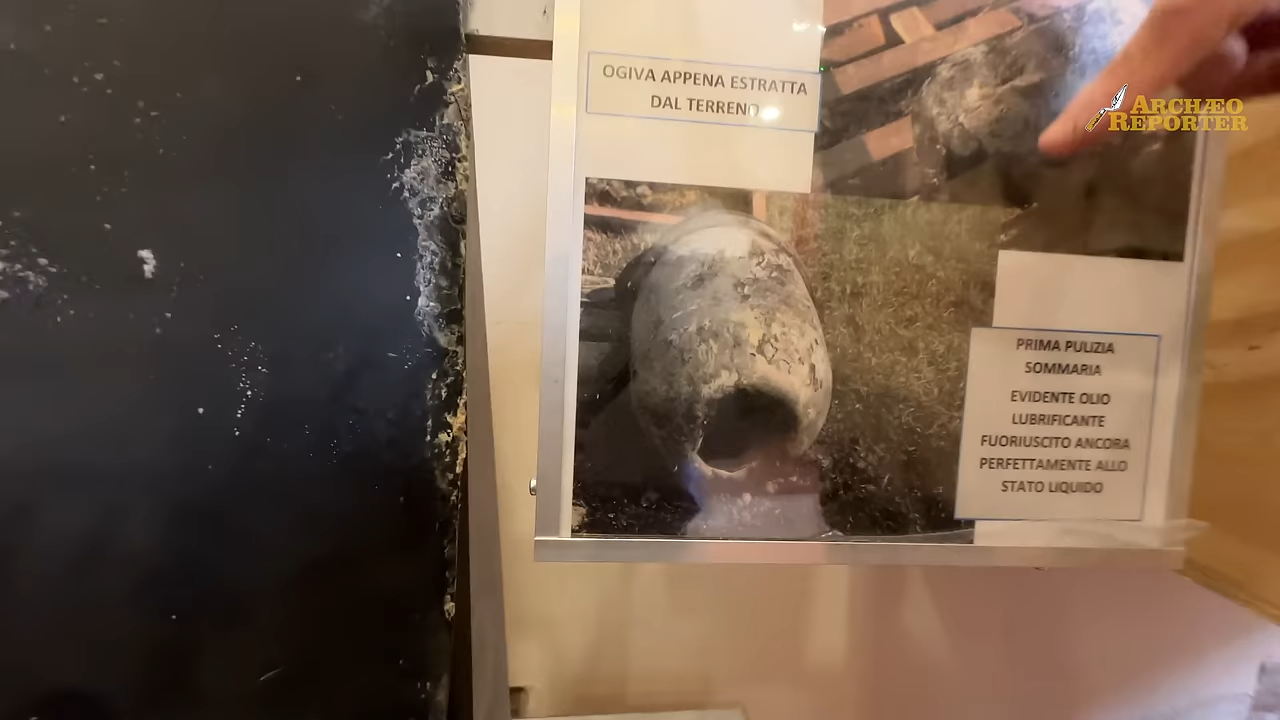 OGIVA APPENA ESTRATTA
DAL TERRENO
ARCHÆO
REPORTER
PRIMA PULIZIA
SOMMARIA
EVIDENTE OLIO
LUBRIFICANTE
FUORIUSCITO ANCORA
PERFETTAMENTE ALLO
STATO LIQUIDO